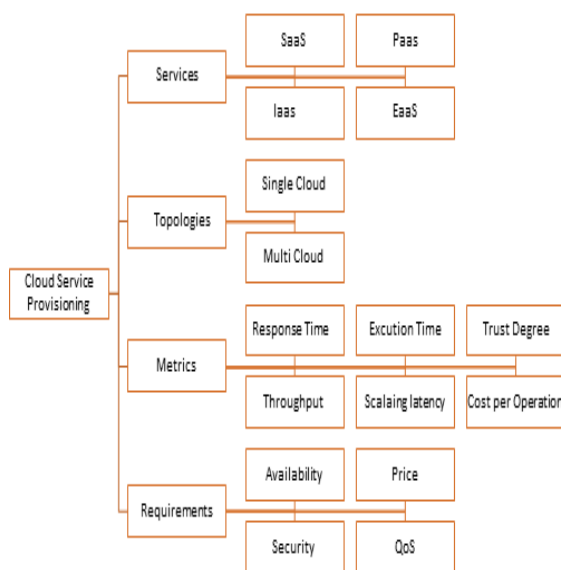 SaaS
Paas
Services
Iaas
EaaS
Single Cloud
Topologies
Multi Cloud
Cloud Service
Provisioning
Response Time
Excution Time
Trust Degree
Metrics
Throughput
Scalaing latency
Cost per Operation
Availability
Price
Requirements
Security
QoS